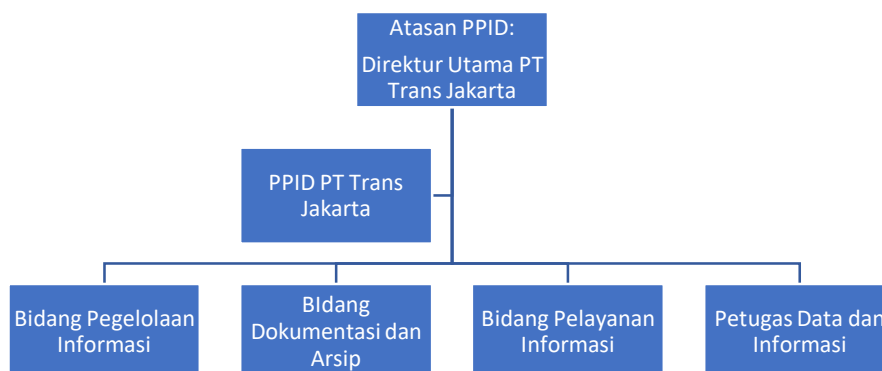 Atasan PPID:
Direktur Utama PT
Trans Jakarta
PPID PT Trans
Jakarta
Bidang Pegelolaan
Informasi
BIdang
Dokumentasi dan
Arsip
Bidang Pelayanan
Informasi
Petugas Data dan
Informasi